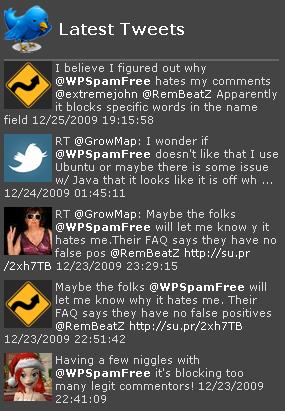 Latest Tweets
I believe I figured out why
@WPSpamFree hates my comments
@extremejohn @RemBeatZ Apparently
it blocks specific words in the name
field 12/25/2009 19:15:58
RT @GrowMap: I wonder if
@WPSpamFree doesn't like that I use
Ubuntu or maybe there is some issue
w/ Java that it looks like it is off wh ...
12/24/2009 01:45:11
RT @GrowMap: Maybe the folks
@WPSpamFree will let me know y it
hates me.Their FAQ says they have no
false pos @RemBeatZ http://su.pr
/2xh7TB 12/23/2009 23:29:15
Maybe the folks @WPSpamFree will
let me know why it hates me. Their
FAQ says they have no false positives
@RemBeatZ http://su.pr/2xh7TB
12/23/2009 22:51:42
Having a few niggles with
@WPSpamFree it's blocking too
many legit commentors! 12/23/2009
22:41:09